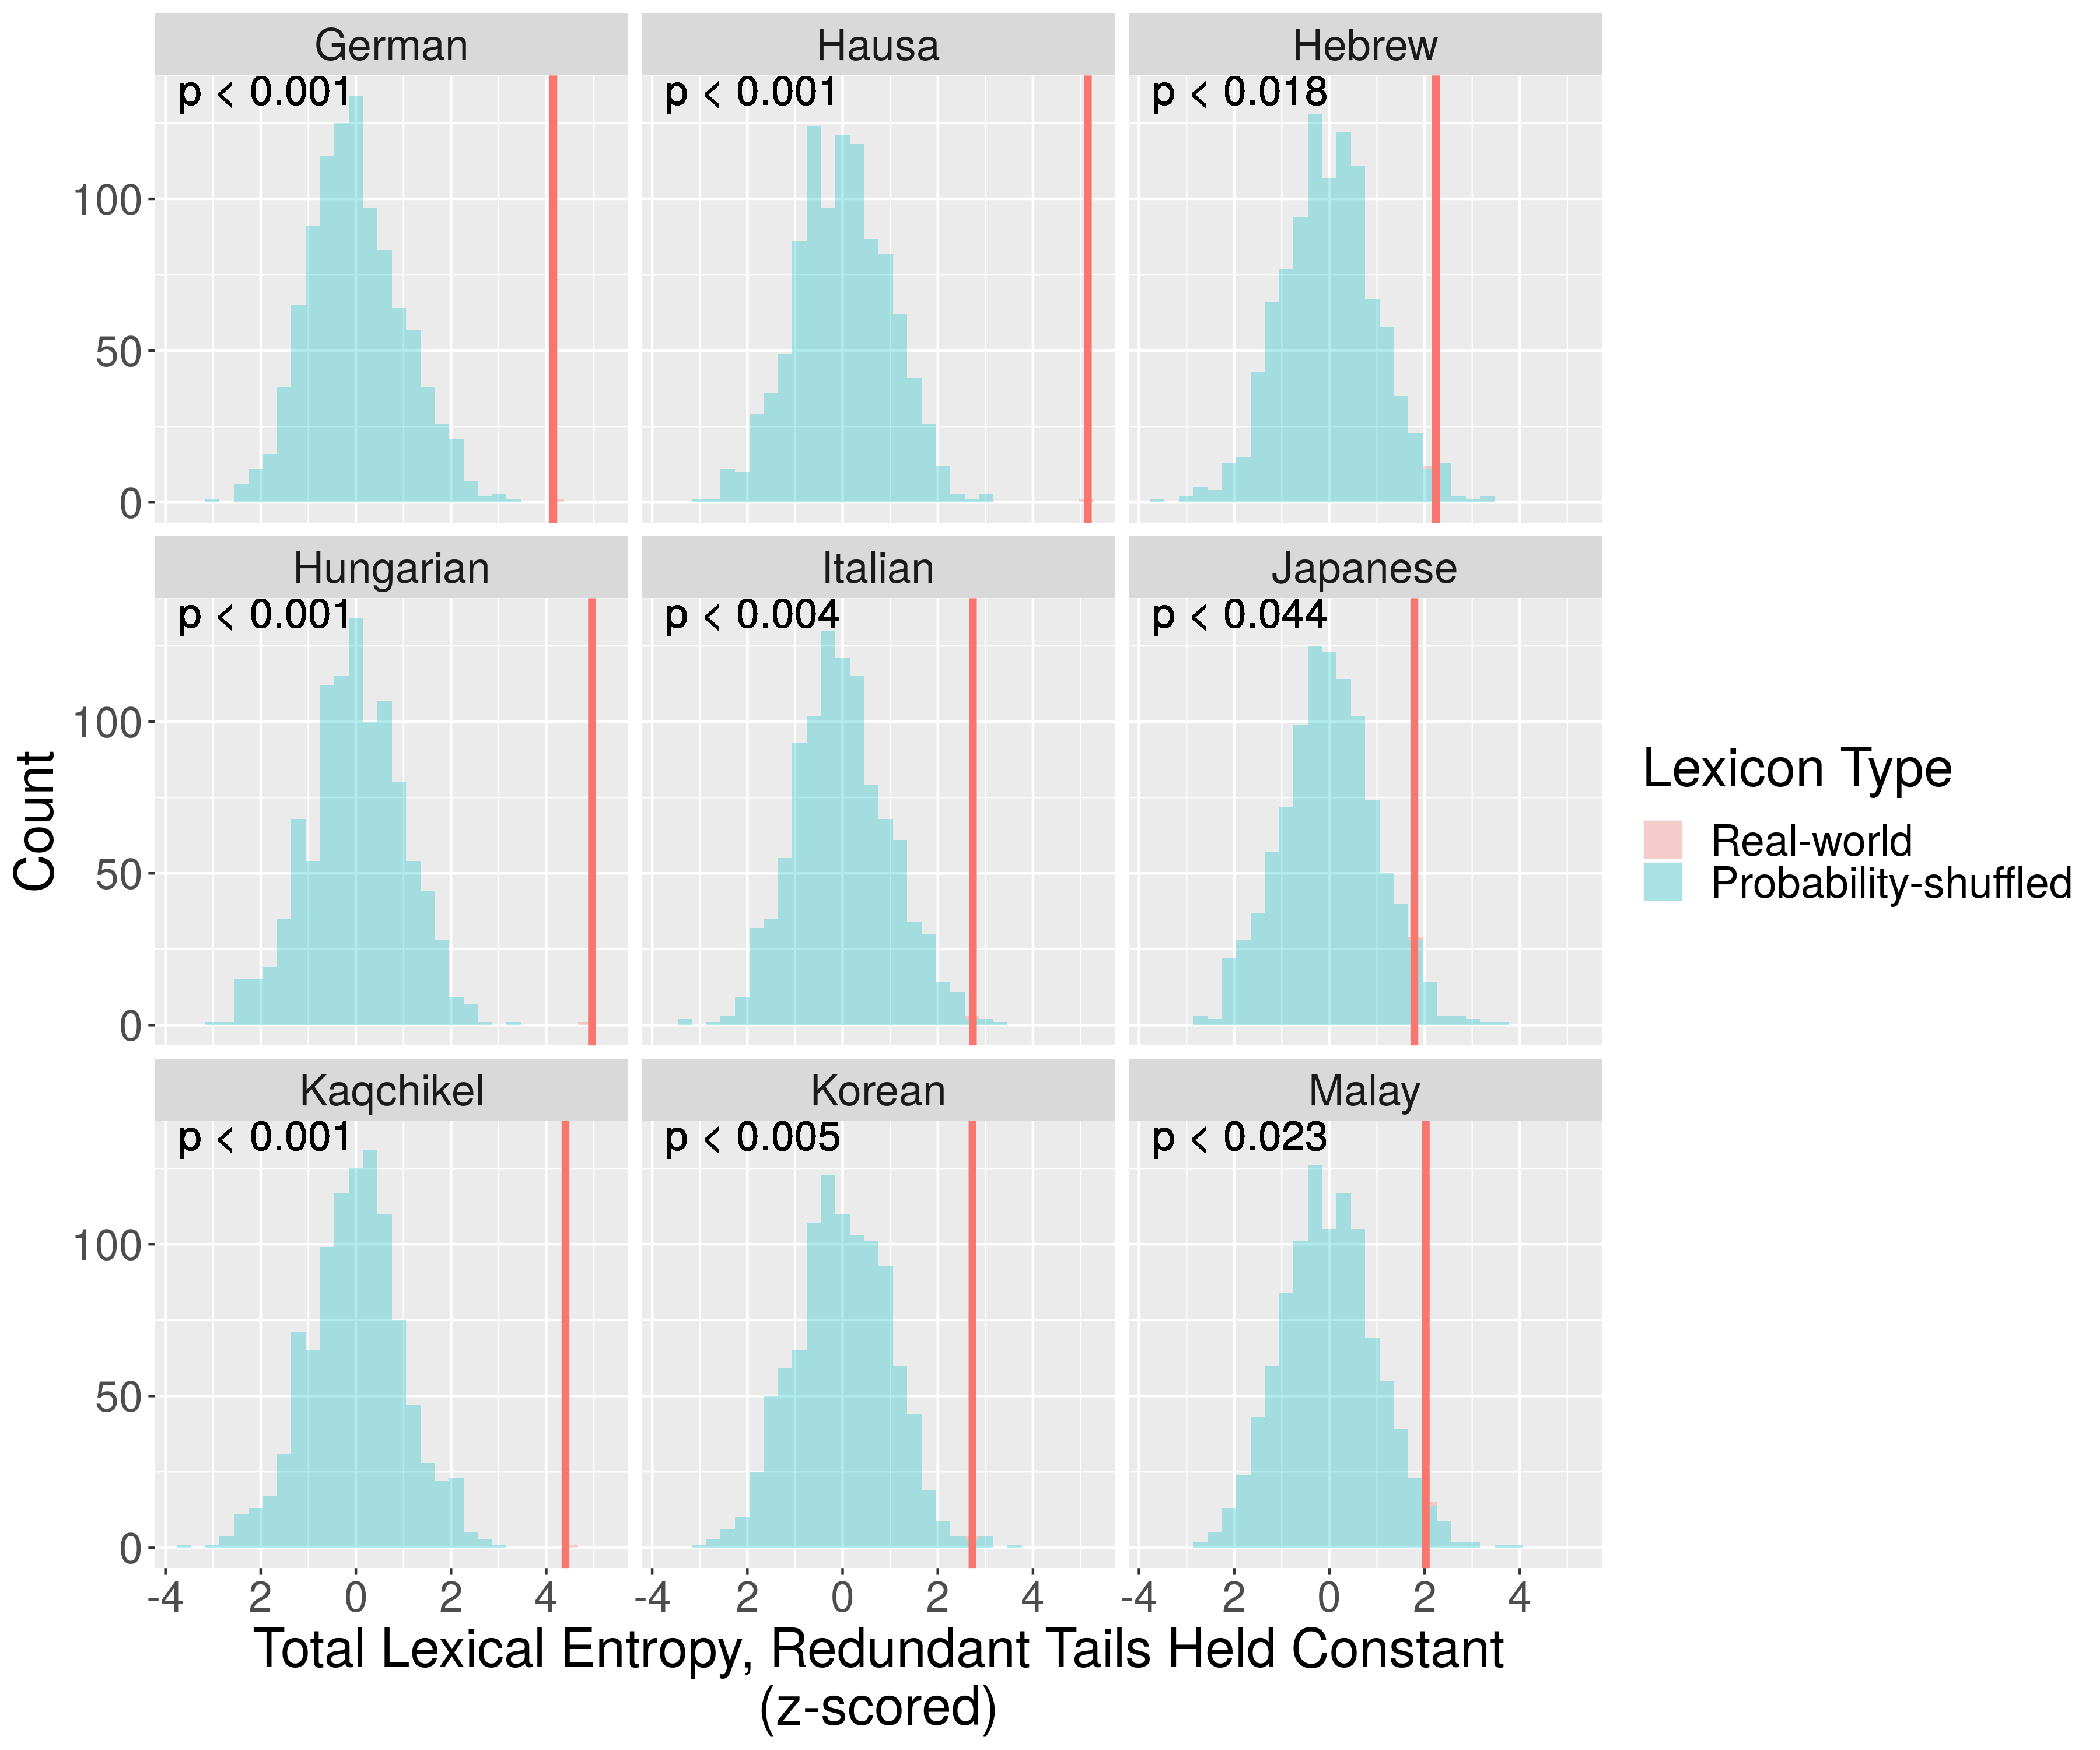 German
Hausa
Hebrew
p < 0.001
p < 0.001
p < 0.018
100
50
0
Hungarian
Italian
Japanese
p < 0.001
p < 0.004
p < 0.044
100
50
0
Kaqchikel
Korean
Malay
p < 0.001
p < 0.005
p < 0.023
100
50
0
-4 2 0 2 4
-4 2 0 2 4
-4 2 0 2 4
Total Lexical Entropy, Redundant Tails Held Constant
(z-scored)
Count
Lexicon Type
Real-world
Probability-shuffled